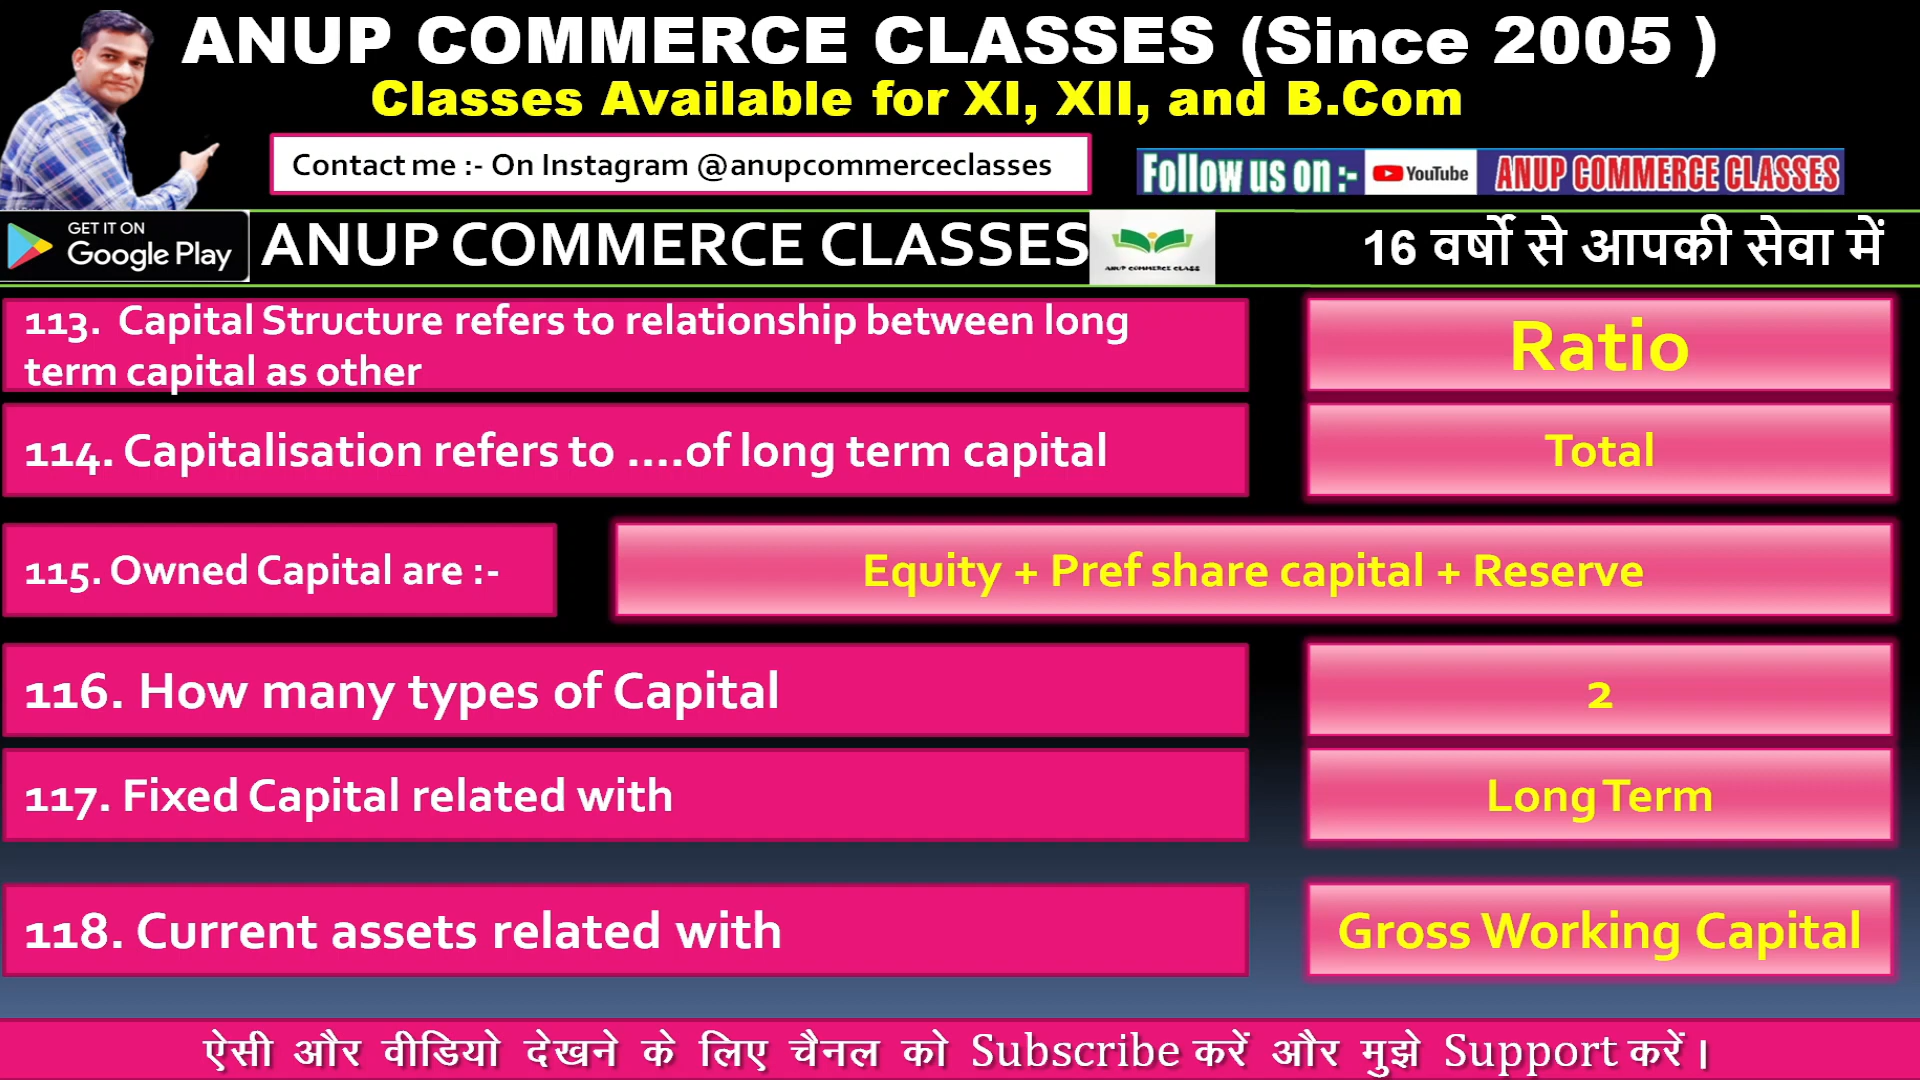 ANUP COMMERCE CLASSES (Since 2005 )
Classes Available for XI, XII, and B.Com
Contact me :- On Instagram @anupcommerceclasses
Follow us on :- YouTube ANUP COMMERCE CLASSES
GET IT ON
Google Play
ANUP COMMERCE CLASSES
ANUP COMMERCE CLASS
16 वर्षो से आपकी सेवा में
113. Capital Structure refers to relationship between long
term capital as other
Ratio
114. Capitalisation refers to ....of long term capital
Total
115. Owned Capital are :-
Equity + Pref share capital + Reserve
116. How many types of Capital
2
117. Fixed Capital related with
Long Term
118. Current assets related with
Gross Working Capital
ऐसी और वीडियो देखने के लिए चैनल को Subscribe करें और मुझे Support करें।